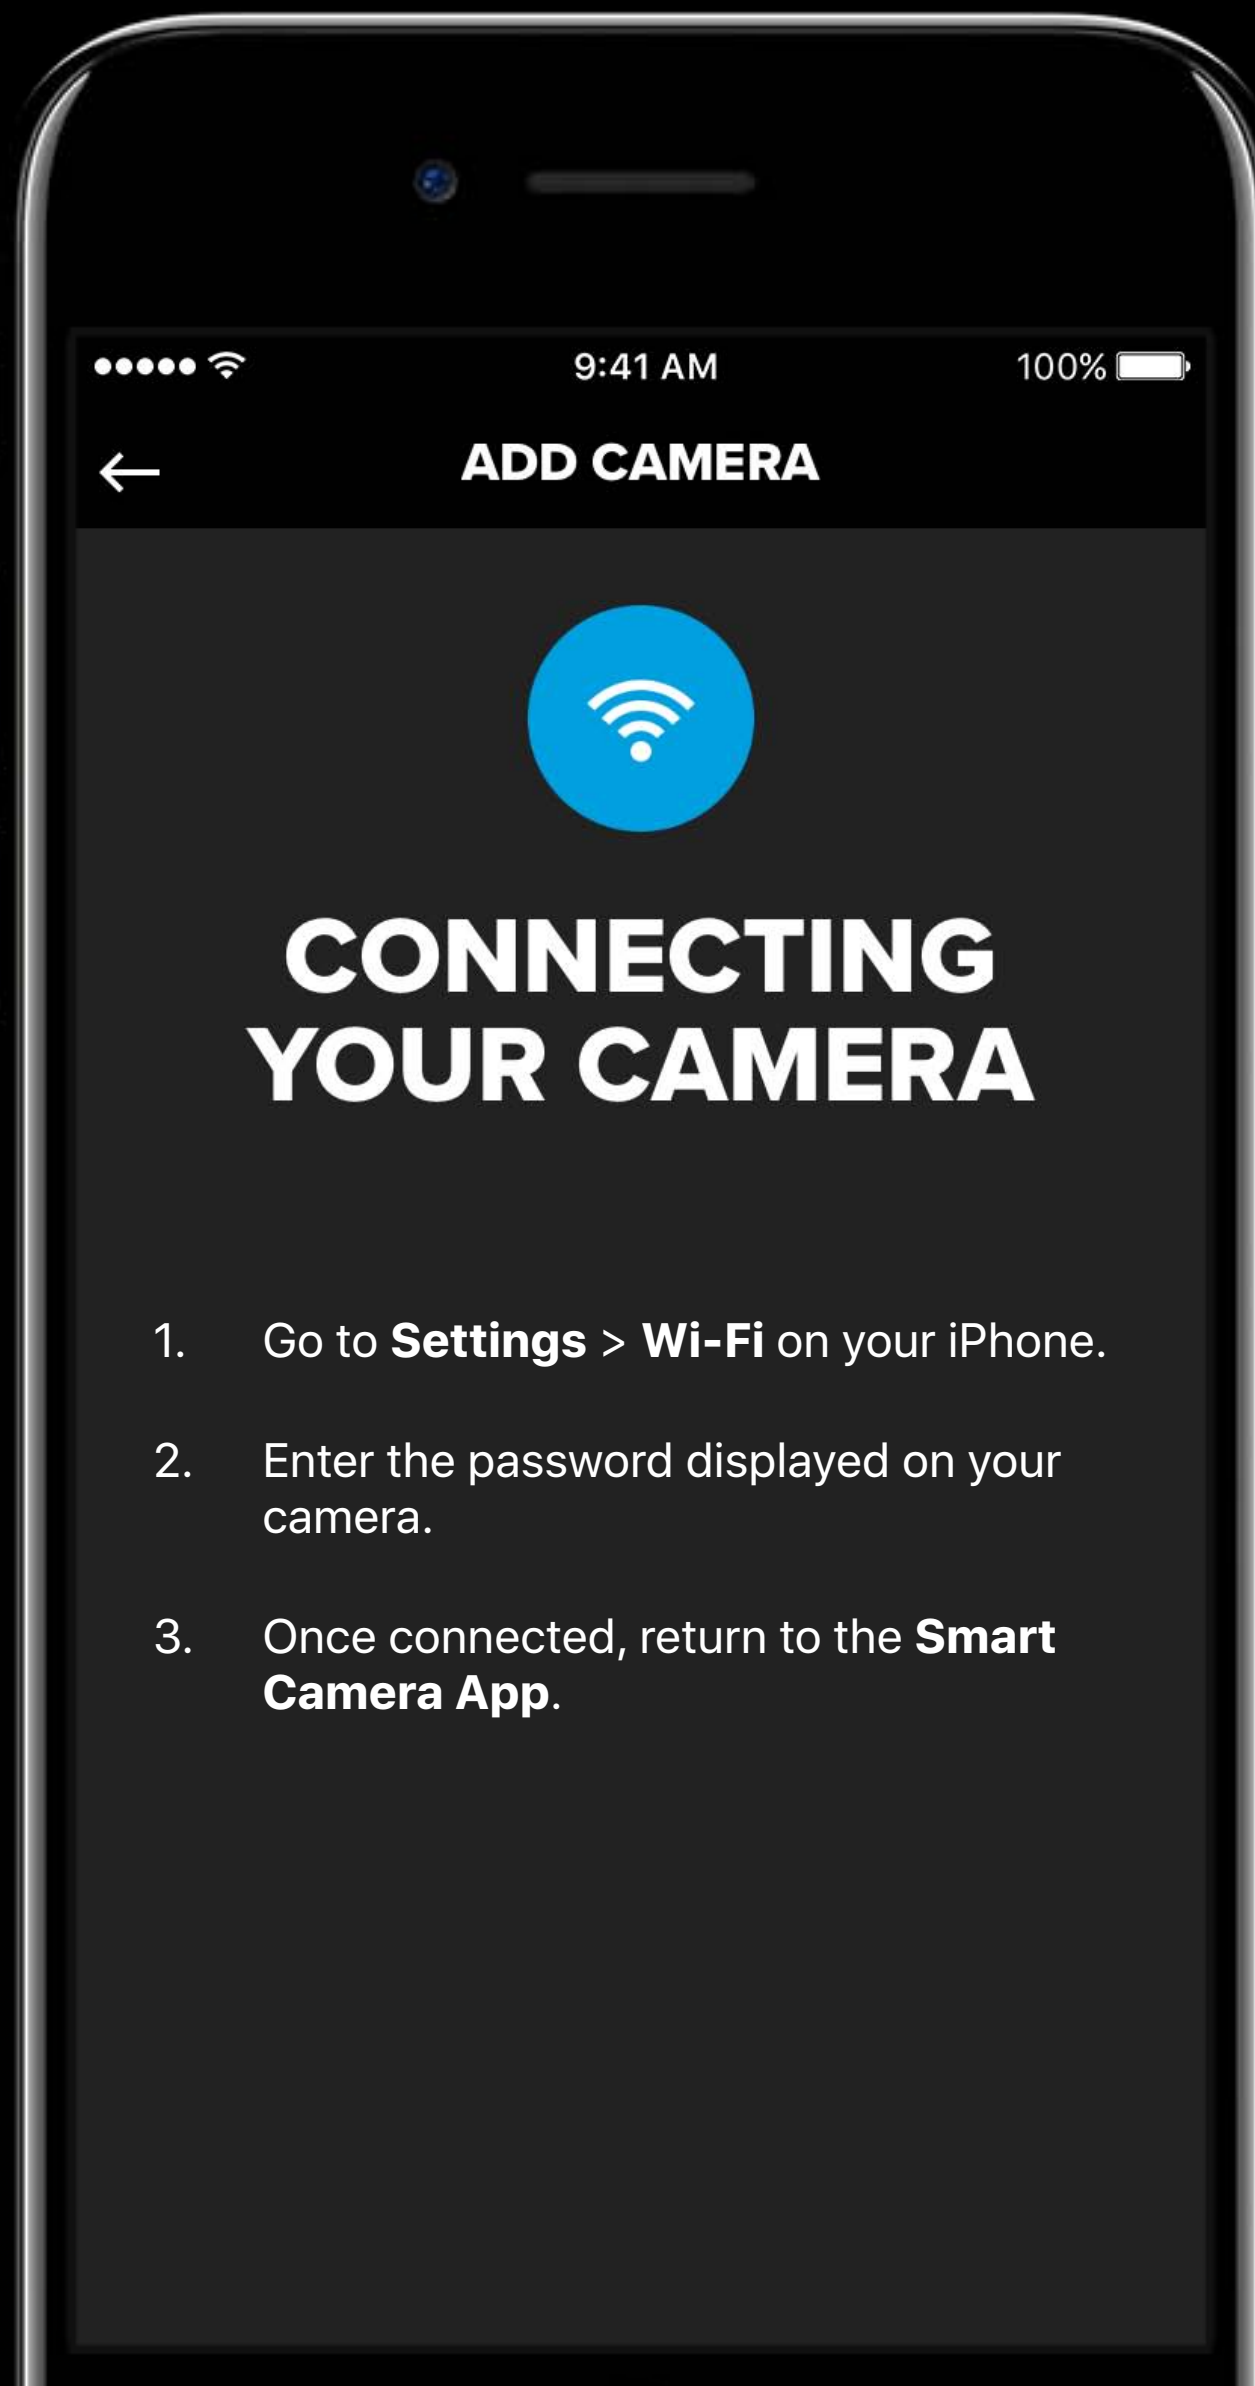 9:41 AM 100%
ADD CAMERA
CONNECTING
YOUR CAMERA
1. Go to Settings > Wi-Fi on your iPhone.
2. Enter the password displayed on your
camera.
3. Once connected, return to the Smart
Camera App.